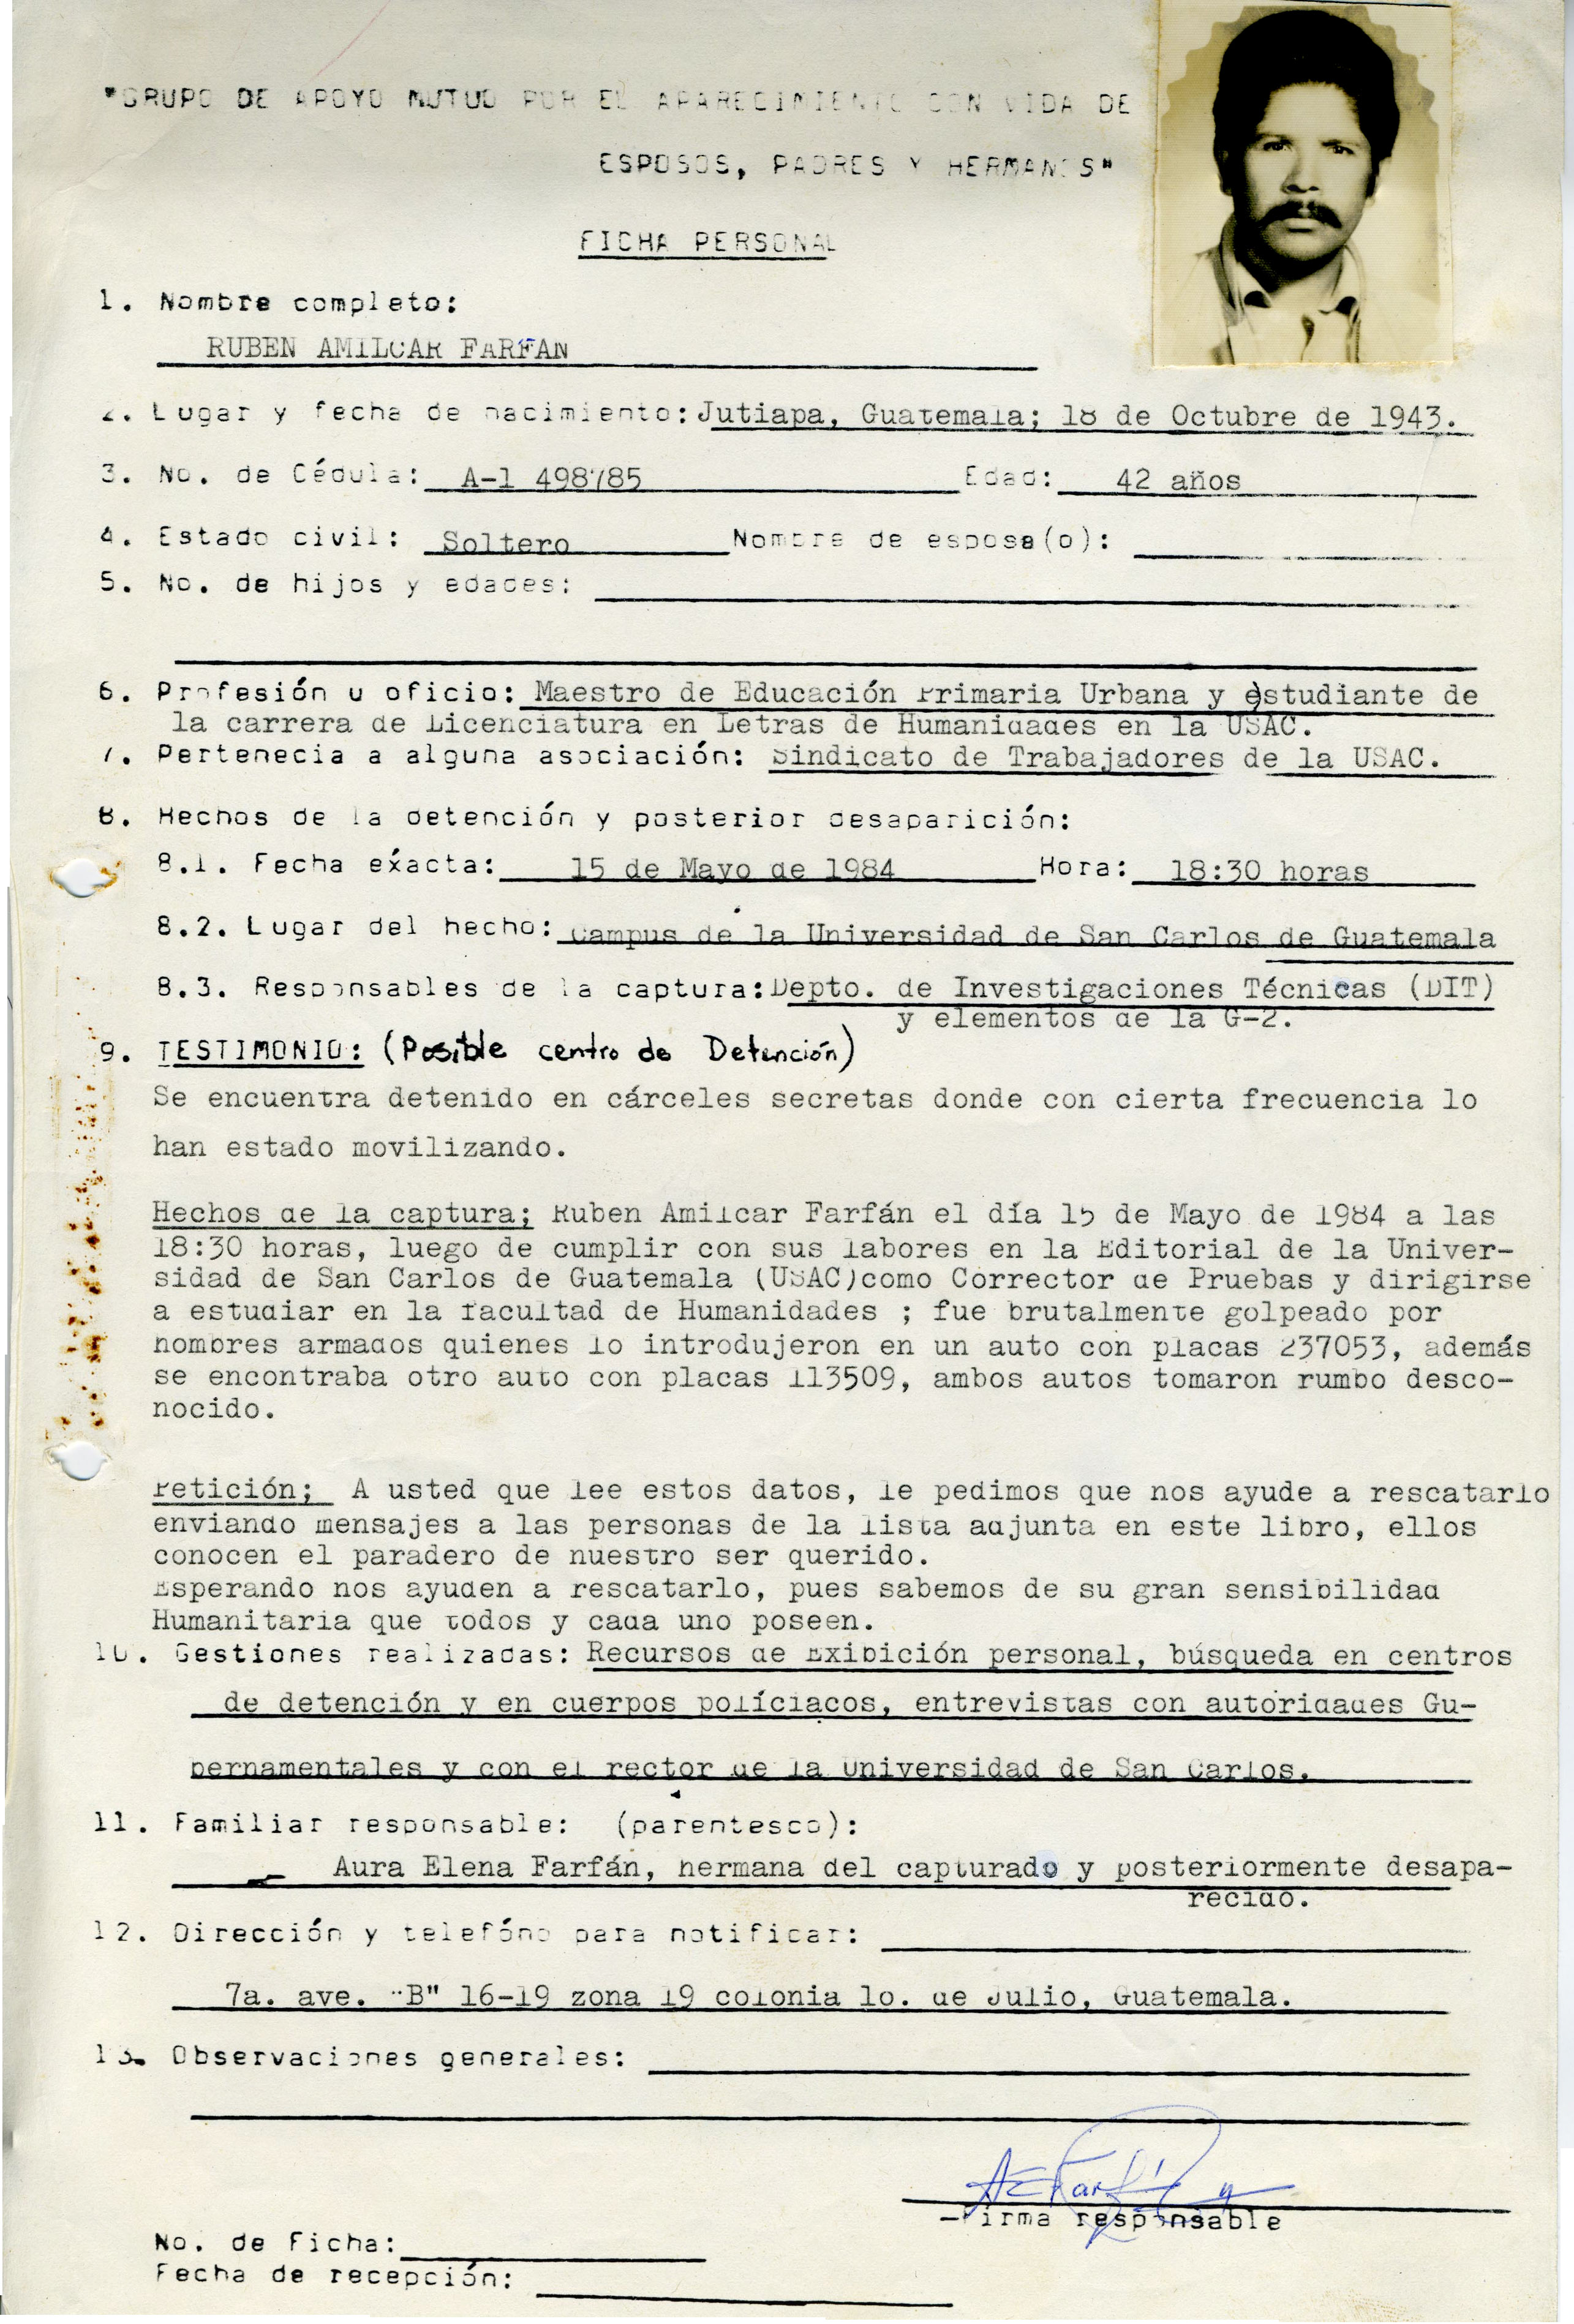 "GRUPO DE APOYO MUTUO POR EL APARECIMIENTO CON VIDA DE
ESPOSOS, PADRES Y HERMANOS"
FICHA PERSONAL
1. Nombre completo:
RUBEN AMILCAR FARFAN
2. Lugar y fecha de nacimiento: Jutiapa, Guatemala; 18 de Octubre de 1943.
3. No. de Cédula: A-1 498785 Edad: 42 años
4. Estado civil: Soltero Nombre de esposa(o):
5. No. de hijos y edades:
6. Profesión u oficio: Maestro de Educación Primaria Urbana y estudiante de
la carrera de Licenciatura en Letras de Humanidades en la USAC.
7. Pertenecia a alguna asociación: Sindicato de Trabajadores de la USAC.
8. Hechos de la detención y posterior desaparición:
8.1. Fecha exácta: 15 de Mayo de 1984 Hora: 18:30 horas
8.2. Lugar del hecho: Campus de la Universidad de San Carlos de Guatemala
8.3. Responsables de la captura: Depto. de Investigaciones Técnicas (DIT)
y elementos de la G-2.
9. TESTIMONIO: (Posible centro de Detención)
Se encuentra detenido en cárceles secretas donde con cierta frecuencia lo
han estado movilizando.
Hechos de la captura; Ruben Amilcar Farfán el día 15 de Mayo de 1984 a las
18:30 horas, luego de cumplir con sus labores en la Editorial de la Univer-
sidad de San Carlos de Guatemala (USAC)como Corrector de Pruebas y dirigirse
a estudiar en la facultad de Humanidades ; fue brutalmente golpeado por
hombres armados quienes lo introdujeron en un auto con placas 237053, además
se encontraba otro auto con placas 113509, ambos autos tomaron rumbo desco-
nocido.
Petición; A usted que lee estos datos, le pedimos que nos ayude a rescatarlo
enviando mensajes a las personas de la lista adjunta en este libro, ellos
conocen el paradero de nuestro ser querido.
Esperando nos ayuden a rescatarlo, pues sabemos de su gran sensibilidad
Humanitaria que todos y cada uno poseen.
10. Gestiones realizadas: Recursos de Exibición personal, búsqueda en centros
de detención y en cuerpos políciacos, entrevistas con autoridades Gu-
bernamentales y con el rector de la Universidad de San Carlos.
11. Familiar responsable: (parentesco):
Aura Elena Farfán, hermana del capturado y posteriormente desapa-
recido.
12. Dirección y telefóno para notificar:
7a. ave. "B" 16-19 zona 19 colonia 1o. de Julio, Guatemala.
13. Observaciones generales:
Firma responsable
No. de Ficha:
Fecha de recepción: